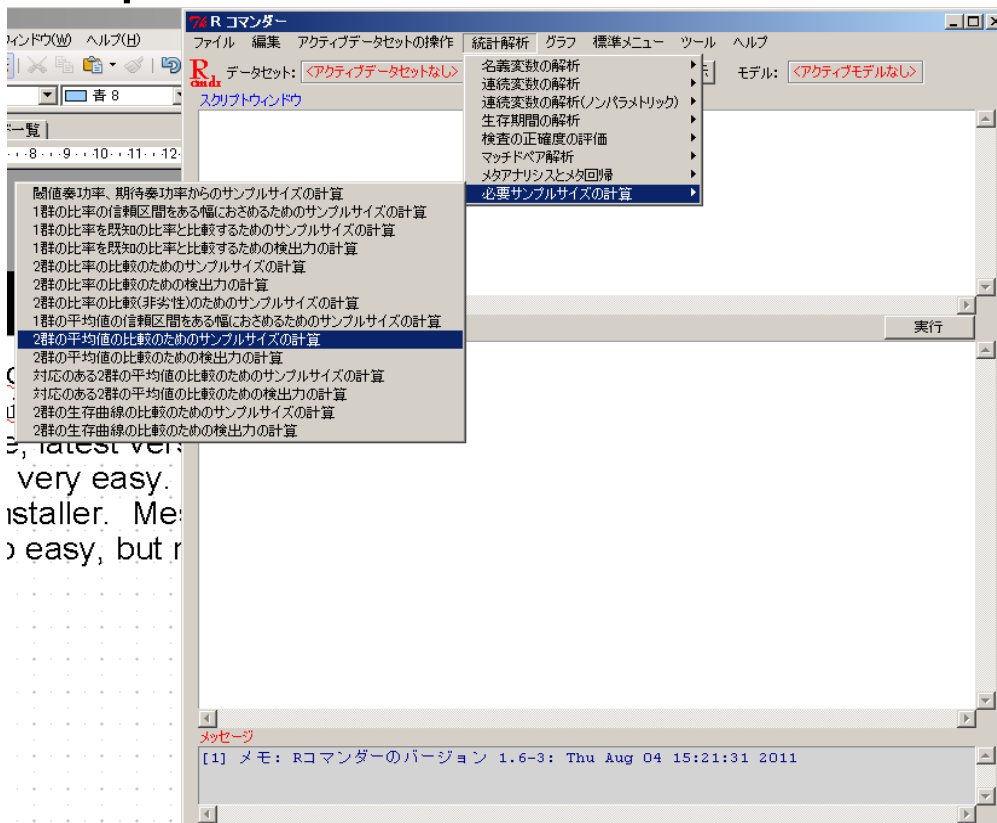 R コマンダー
ィンドウ(W) ヘルプ(H)
ファイル 編集 アクティブデータセットの操作 統計解析 グラフ 標準メニュー ツール ヘルプ
R cmdr データセット: <アクティブデータセットなし> モデル: <アクティブモデルなし>
青 8
スクリプトウィンドウ
一覧
8 9 10 11 12
名義変数の解析
連続変数の解析
連続変数の解析(ノンパラメトリック)
生存期間の解析
検査の正確度の評価
マッチドペア解析
メタアナリシスとメタ回帰
必要サンプルサイズの計算
閾値奏功率、期待奏功率からのサンプルサイズの計算
1群の比率の信頼区間をある幅におさめるためのサンプルサイズの計算
1群の比率を既知の比率と比較するためのサンプルサイズの計算
1群の比率を既知の比率と比較するための検出力の計算
2群の比率の比較のためのサンプルサイズの計算
2群の比率の比較のための検出力の計算
2群の比率の比較(非劣性)のためのサンプルサイズの計算
1群の平均値の信頼区間をある幅におさめるためのサンプルサイズの計算
2群の平均値の比較のためのサンプルサイズの計算
2群の平均値の比較のための検出力の計算
対応のある2群の平均値の比較のためのサンプルサイズの計算
対応のある2群の平均値の比較のための検出力の計算
2群の生存曲線の比較のためのサンプルサイズの計算
2群の生存曲線の比較のための検出力の計算
実行
e, latest vers
very easy.
nstaller. Me
o easy, but r
メッセージ
[1] メモ: Rコマンダーのバージョン 1.6-3: Thu Aug 04 15:21:31 2011